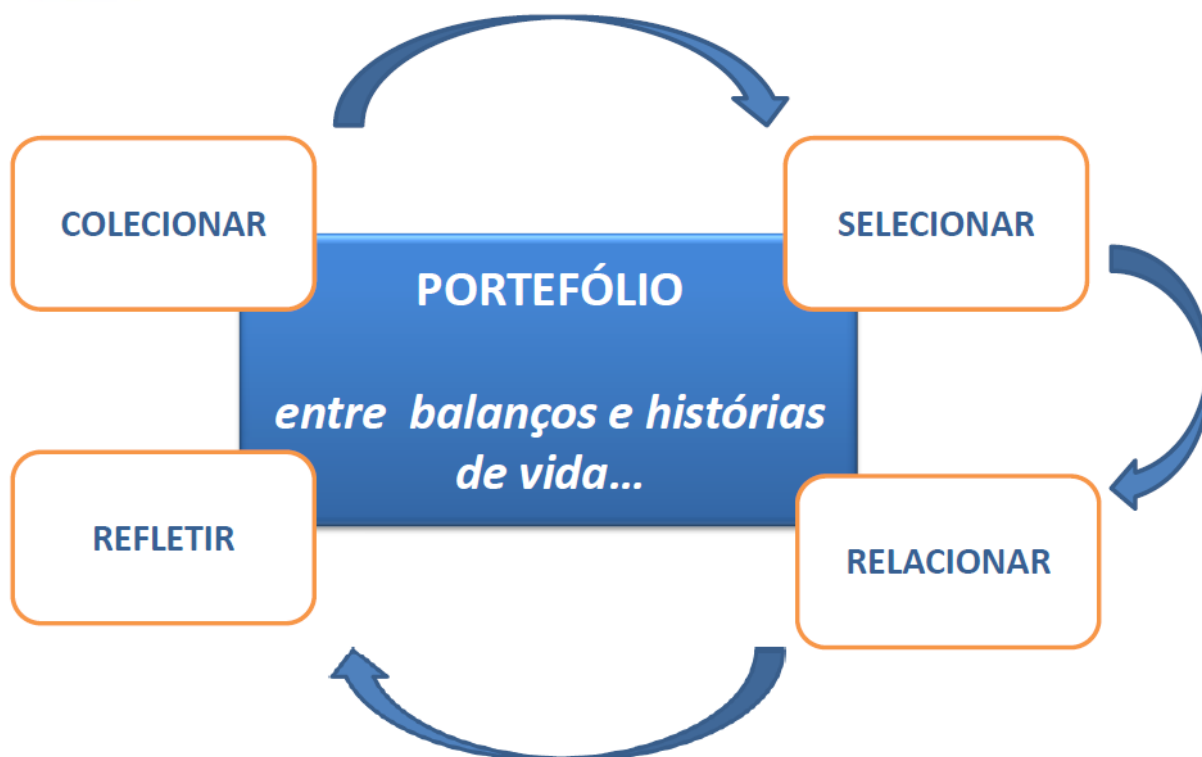 COLECIONAR
SELECIONAR
PORTEFÓLIO
entre balanços e histórias
de vida...
REFLETIR
RELACIONAR